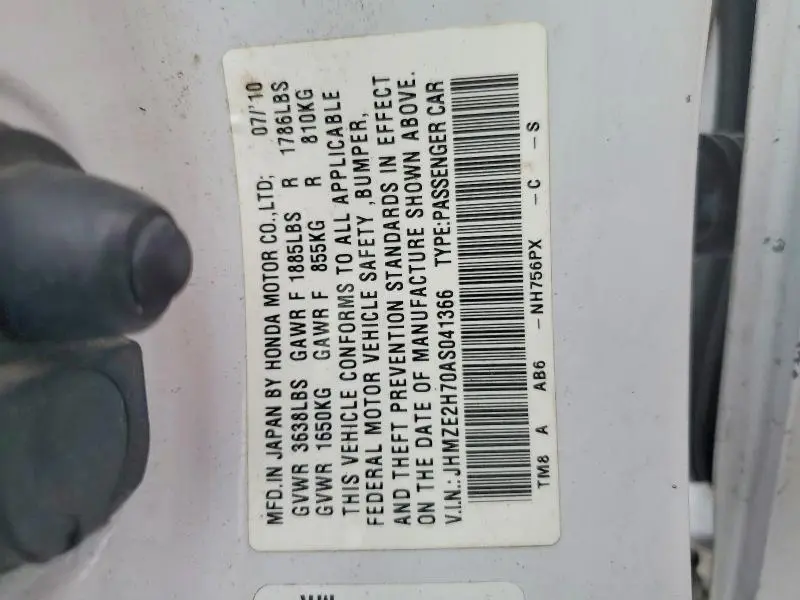 MFD.IN JAPAN BY HONDA MOTOR CO.,LTD; 07/'10
GVWR 3638LBS GAWR F 1885LBS R 1786LBS
GVWR 1650KG GAWR F 855KG R 810KG
THIS VEHICLE CONFORMS TO ALL APPLICABLE
FEDERAL MOTOR VEHICLE SAFETY ,BUMPER,
AND THEFT PREVENTION STANDARDS IN EFFECT
ON THE DATE OF MANUFACTURE SHOWN ABOVE.
V.I.N.:JHMZE2H70AS041366 TYPE:PASSENGER CAR
TM8 A AB6 -NH756PX -C -S